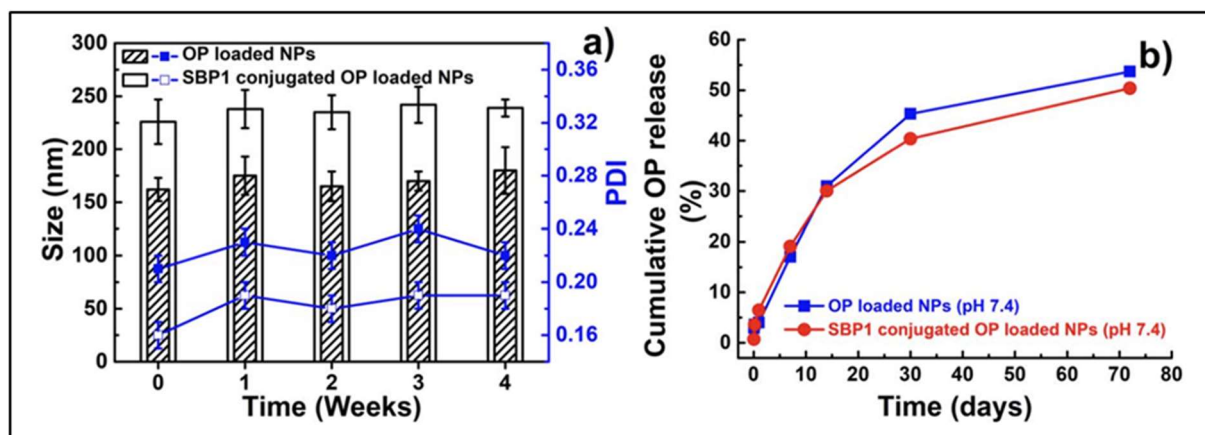 a)
OP loaded NPs
SBP1 conjugated OP loaded NPs
Size (nm)
300
250
200
150
100
50
0
0 1 2 3 4
Time (Weeks)
0.36
0.32
0.28
0.24
0.20
0.16
PDI
b)
Cumulative OP release
(%)
60
50
40
30
20
10
0
OP loaded NPs (pH 7.4)
SBP1 conjugated OP loaded NPs (pH 7.4)
0 10 20 30 40 50 60 70 80
Time (days)